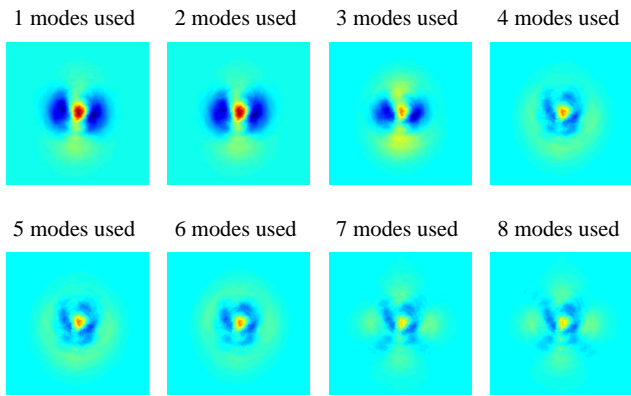 1 modes used
2 modes used
3 modes used
4 modes used
5 modes used
6 modes used
7 modes used
8 modes used